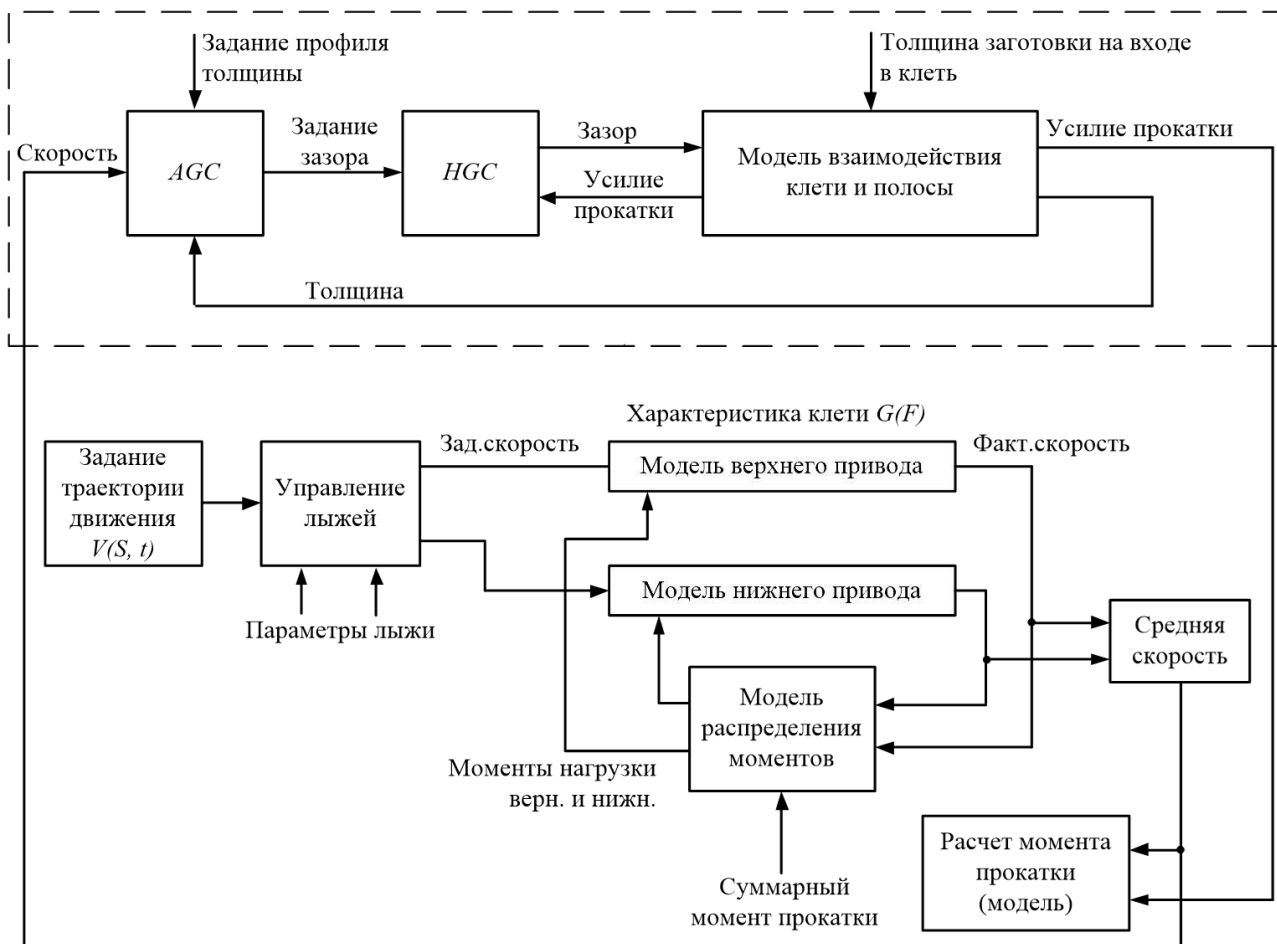 Задание профиля
толщины
Толщина заготовки на входе
в клеть
Скорость
AGC
Задание
зазора
HGC
Зазор
Усилие
прокатки
Модель взаимодействия
клети и полосы
Усилие прокатки
Толщина
Характеристика клети G(F)
Задание
траектории
движения
V(S, t)
Управление
лыжей
Зад.скорость
Модель верхнего привода
Факт.скорость
Модель нижнего привода
Параметры лыжи
Средняя
скорость
Модель
распределения
моментов
Моменты нагрузки
верн. и нижн.
Суммарный
момент прокатки
Расчет момента
прокатки
(модель)